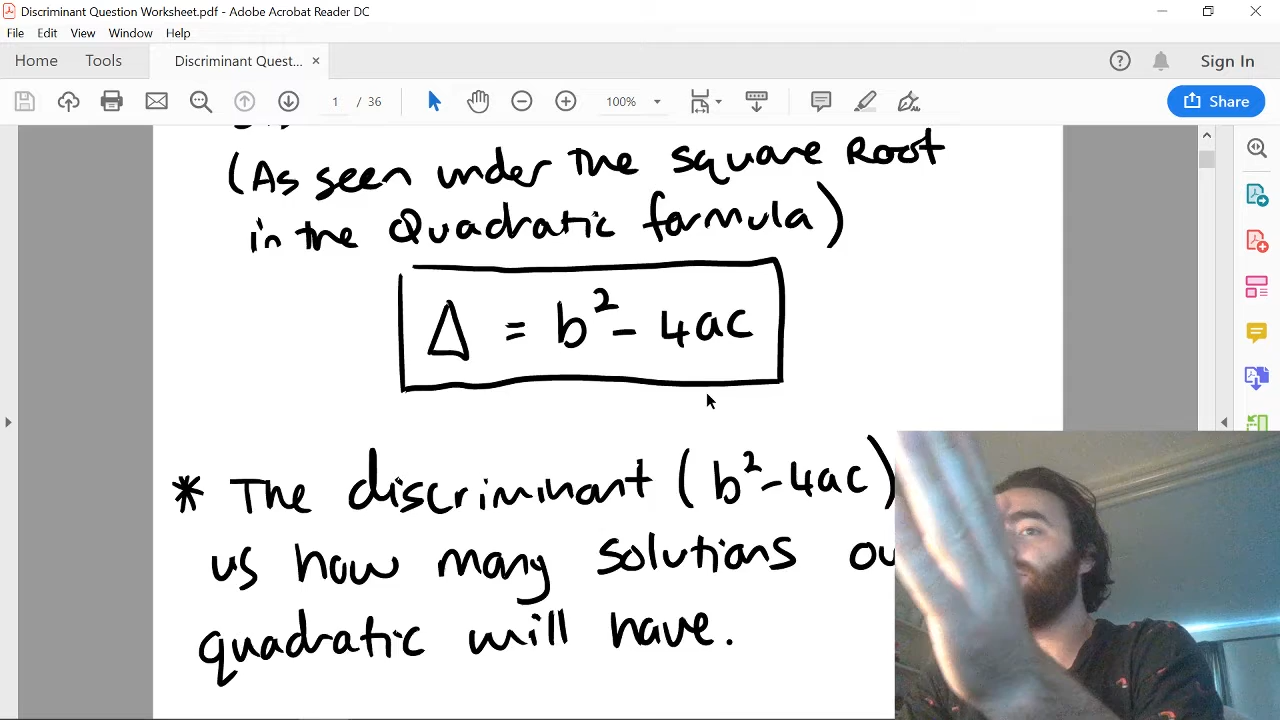 Discriminant Question Worksheet.pdf - Adobe Acrobat Reader DC
File Edit View Window Help
Home Tools Discriminant Quest... × Sign In
1 / 36 100% Share
(As seen under the square Root
in the Quadratic formula)
Δ = b² - 4ac
* The discriminant (b² - 4ac)
us how many solutions
quadratic will have.